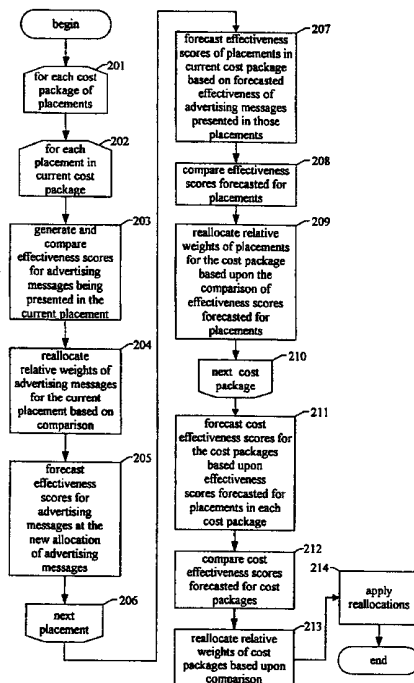 begin
201
for each cost
package of
placements
202
for each
placement in
current cost
package
203
generate and
compare
effectiveness scores
for advertising
messages being
presented in the
current placement
204
reallocate
relative weights of
advertising messages
for the current
placement based on
comparison
205
forecast
effectiveness
scores for
advertising
messages at the
new allocation of
advertising
messages
206
next
placement
207
forecast effectiveness
scores of placements in
current cost package
based on forecasted
effectiveness of
advertising messages
presented in those
placements
208
compare effectiveness
scores forecasted for
placements
209
reallocate relative
weights of placements
for the cost package
based upon the
comparison of
effectiveness scores
forecasted for
placements
210
next cost
package
211
forecast cost
effectiveness scores for
the cost packages
based upon
effectiveness
scores forecasted for
placements in each
cost package
212
compare cost
effectiveness scores
forecasted for cost
packages
213
reallocate relative
weights of cost
packages based upon
comparison
214
apply
reallocations
end